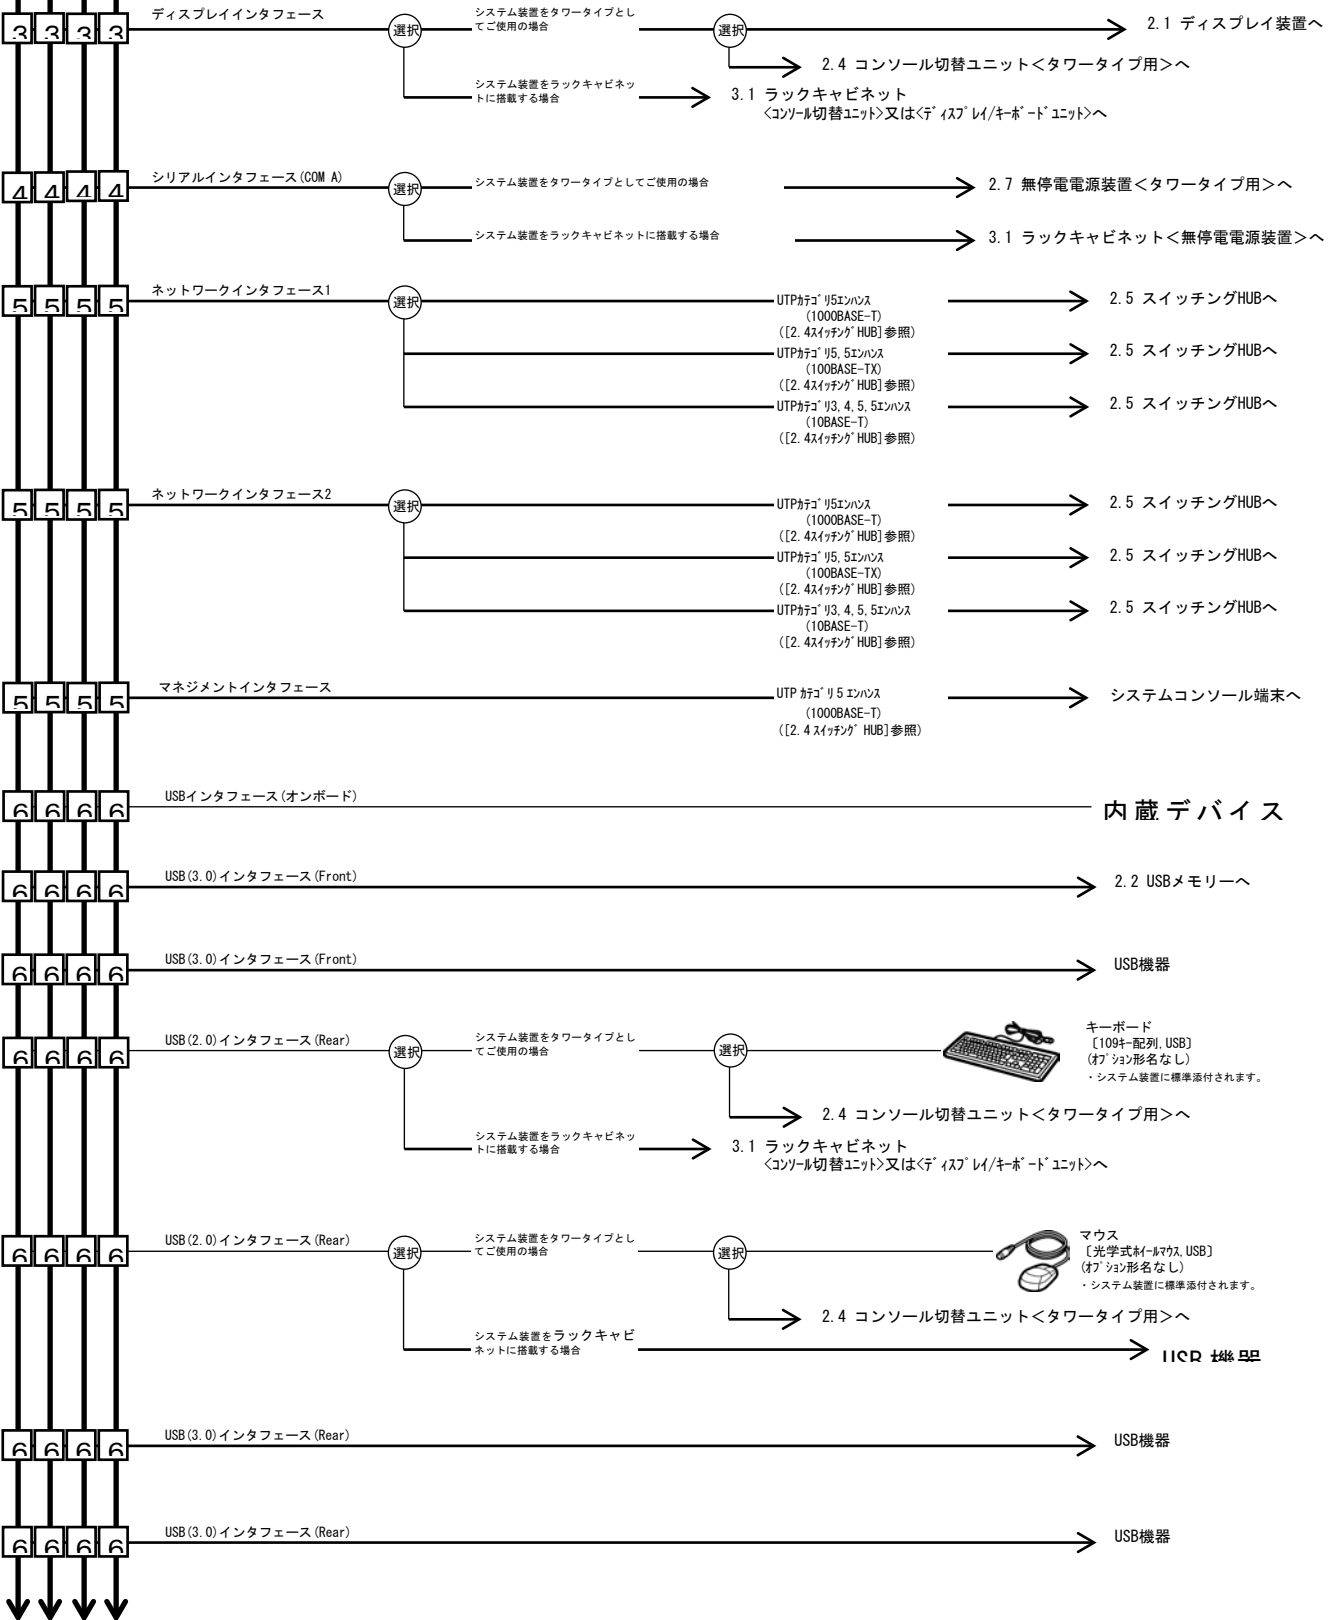 ディスプレイインタフェース
システム装置をタワータイプとし
てご使用の場合
3 3 3 3
選択
選択
2.1 ディスプレイ装置へ
2.4 コンソール切替ユニット＜タワータイプ用＞へ
システム装置をラックキャビネッ
トに搭載する場合
3.1 ラックキャビネット
<ｺﾝｿｰﾙ切替ﾕﾆｯﾄ>又は<ﾃﾞｨｽﾌﾟﾚｲ/ｷｰﾎﾞｰﾄﾞﾕﾆｯﾄ>へ
シリアルインタフェース(COM A)
4 4 4 4
選択
システム装置をタワータイプとしてご使用の場合
2.7 無停電電源装置＜タワータイプ用＞へ
システム装置をラックキャビネットに搭載する場合
3.1 ラックキャビネット＜無停電電源装置＞へ
ネットワークインタフェース1
5 5 5 5
選択
UTPｶﾃｺﾞﾘ5ｴﾝﾊﾝｽ
(1000BASE-T)
([2.4ｽｲｯﾁﾝｸﾞHUB]参照)
2.5 スイッチングHUBへ
UTPｶﾃｺﾞﾘ5,5ｴﾝﾊﾝｽ
(100BASE-TX)
([2.4ｽｲｯﾁﾝｸﾞHUB]参照)
2.5 スイッチングHUBへ
UTPｶﾃｺﾞﾘ3,4,5,5ｴﾝﾊﾝｽ
(10BASE-T)
([2.4ｽｲｯﾁﾝｸﾞHUB]参照)
2.5 スイッチングHUBへ
ネットワークインタフェース2
5 5 5 5
選択
UTPｶﾃｺﾞﾘ5ｴﾝﾊﾝｽ
(1000BASE-T)
([2.4ｽｲｯﾁﾝｸﾞHUB]参照)
2.5 スイッチングHUBへ
UTPｶﾃｺﾞﾘ5,5ｴﾝﾊﾝｽ
(100BASE-TX)
([2.4ｽｲｯﾁﾝｸﾞHUB]参照)
2.5 スイッチングHUBへ
UTPｶﾃｺﾞﾘ3,4,5,5ｴﾝﾊﾝｽ
(10BASE-T)
([2.4ｽｲｯﾁﾝｸﾞHUB]参照)
2.5 スイッチングHUBへ
マネジメントインタフェース
5 5 5 5
UTP ｶﾃｺﾞﾘ 5 ｴﾝﾊﾝｽ
(1000BASE-T)
([2.4 ｽｲｯﾁﾝｸﾞ HUB]参照)
システムコンソール端末へ
USBインタフェース(オンボード)
6 6 6 6
内蔵デバイス
USB(3.0)インタフェース(Front)
6 6 6 6
2.2 USBメモリーへ
USB(3.0)インタフェース(Front)
6 6 6 6
USB機器
USB(2.0)インタフェース(Rear)
6 6 6 6
選択
システム装置をタワータイプとし
てご使用の場合
選択
キーボード
〔109ｷｰ配列,USB〕
(ｵﾌﾟｼｮﾝ形名なし)
・システム装置に標準添付されます。
2.4 コンソール切替ユニット＜タワータイプ用＞へ
システム装置をラックキャビネッ
トに搭載する場合
3.1 ラックキャビネット
<ｺﾝｿｰﾙ切替ﾕﾆｯﾄ>又は<ﾃﾞｨｽﾌﾟﾚｲ/ｷｰﾎﾞｰﾄﾞﾕﾆｯﾄ>へ
USB(2.0)インタフェース(Rear)
6 6 6 6
選択
システム装置をタワータイプとし
てご使用の場合
選択
マウス
〔光学式ﾎｲｰﾙﾏｳｽ,USB〕
(ｵﾌﾟｼｮﾝ形名なし)
・システム装置に標準添付されます。
2.4 コンソール切替ユニット＜タワータイプ用＞へ
システム装置をラックキャビ
ネットに搭載する場合
USB 機器
USB(3.0)インタフェース(Rear)
6 6 6 6
USB機器
USB(3.0)インタフェース(Rear)
6 6 6 6
USB機器